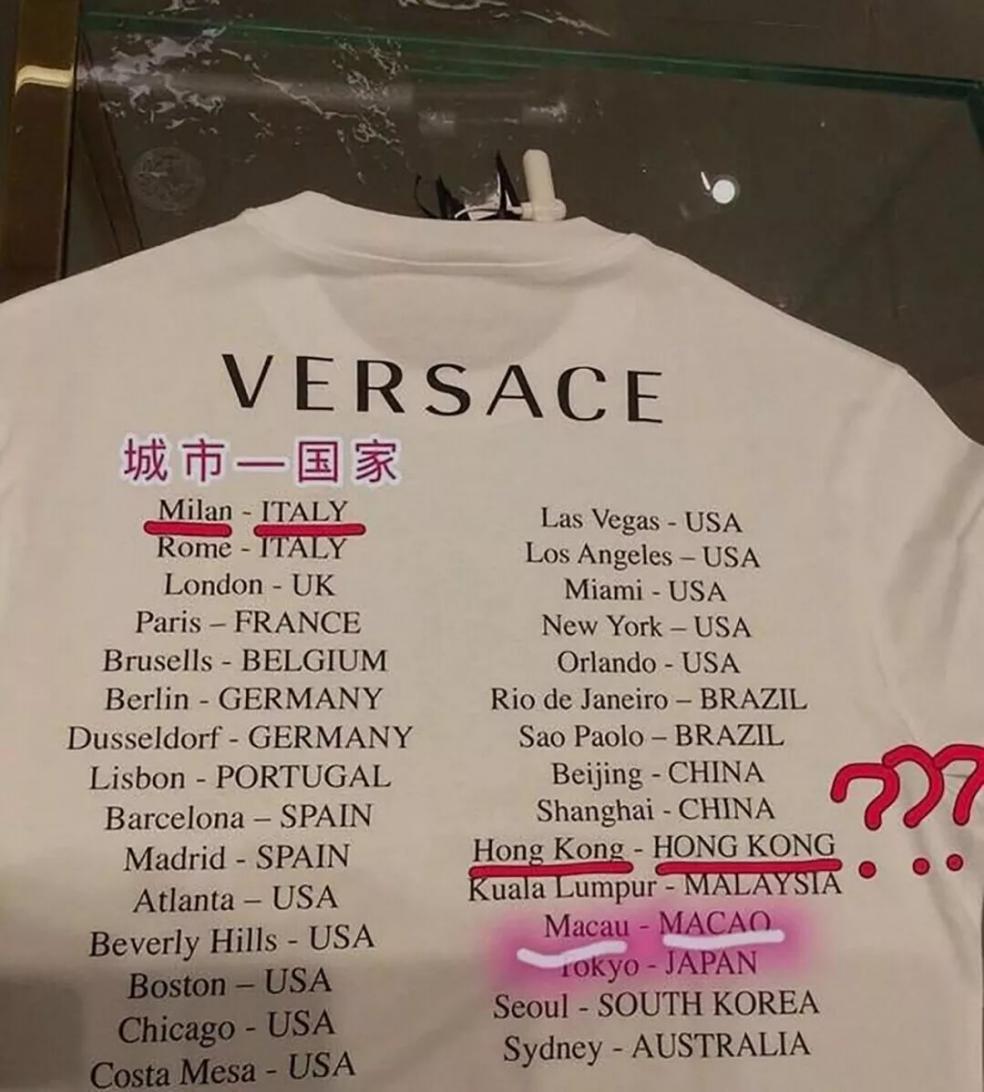 VERSACE
城市—国家
Milan - ITALY
Rome - ITALY
London - UK
Paris – FRANCE
Brusells - BELGIUM
Berlin - GERMANY
Dusseldorf - GERMANY
Lisbon - PORTUGAL
Barcelona – SPAIN
Madrid - SPAIN
Atlanta – USA
Beverly Hills - USA
Boston – USA
Chicago - USA
Costa Mesa - USA
Las Vegas - USA
Los Angeles – USA
Miami - USA
New York – USA
Orlando - USA
Rio de Janeiro – BRAZIL
Sao Paolo – BRAZIL
Beijing - CHINA
Shanghai - CHINA
Hong Kong - HONG KONG
???
Kuala Lumpur - MALAYSIA
Macau - MACAO
Tokyo - JAPAN
Seoul - SOUTH KOREA
Sydney - AUSTRALIA